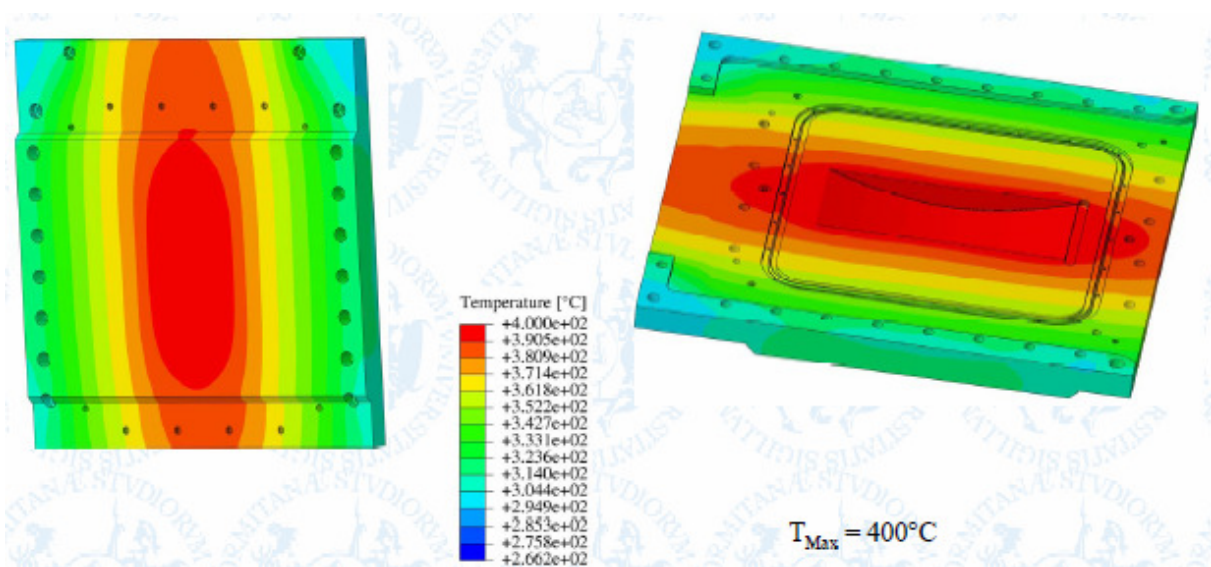 Temperature [°C]
+4.000e+02
+3.905e+02
+3.809e+02
+3.714e+02
+3.618e+02
+3.522e+02
+3.427e+02
+3.331e+02
+3.236e+02
+3.140e+02
+3.044e+02
+2.949e+02
+2.853e+02
+2.758e+02
+2.662e+02
TMax = 400°C